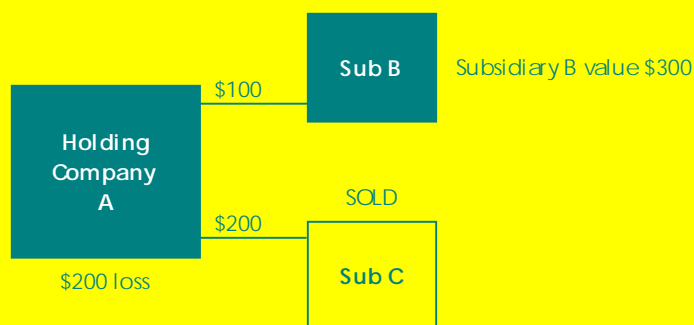 Sub B
Subsidiary B value $300
$100
Holding
Company
A
SOLD
$200
Sub C
$200 loss